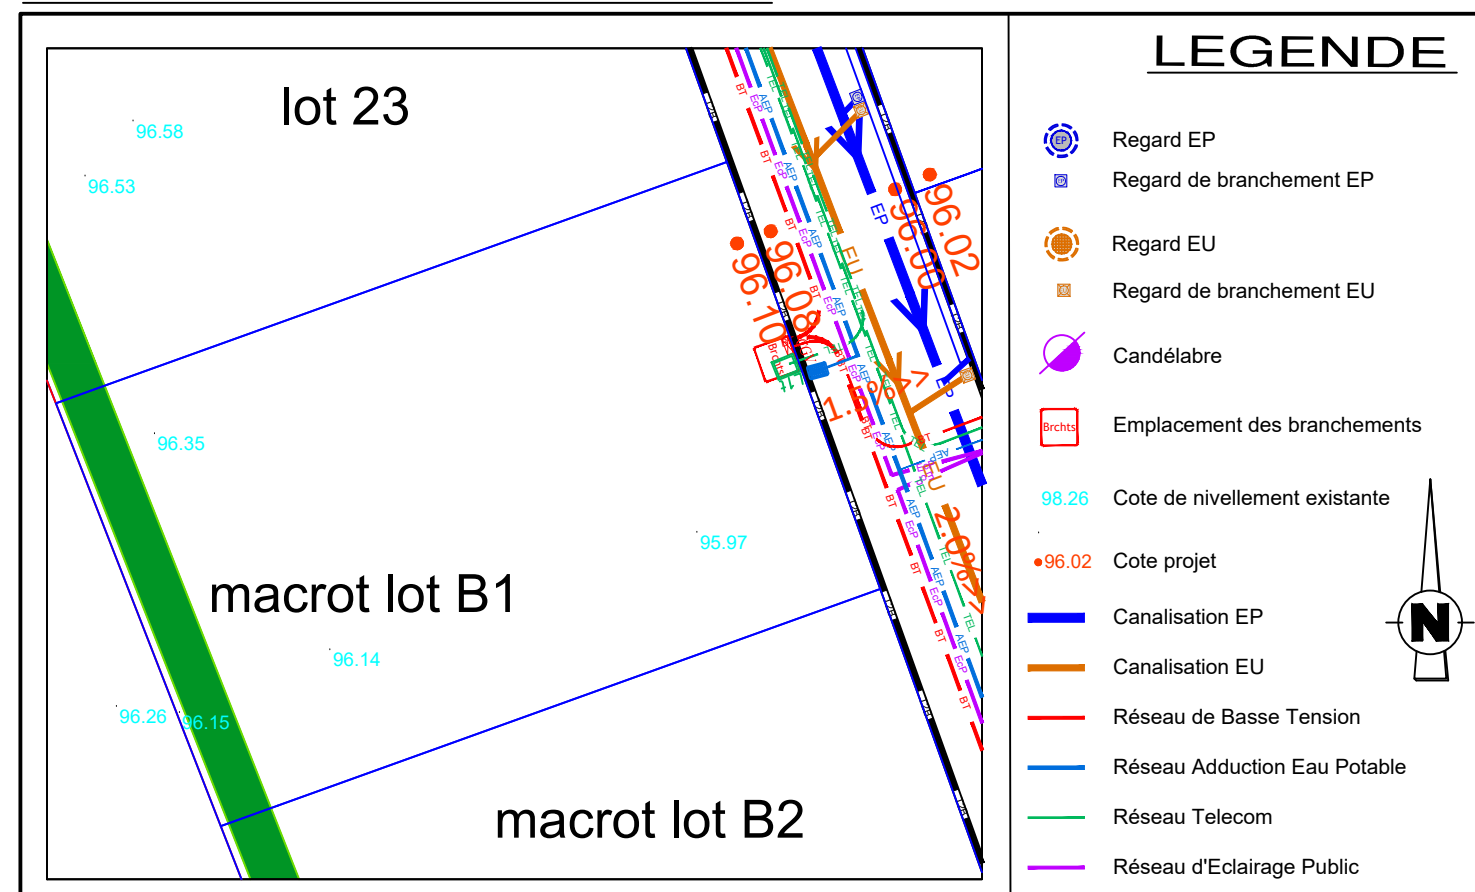 LEGENDE
lot 23
96.58
96.53
96.35
95.97
macrot lot B1
96.14
96.26
96.15
macrot lot B2
96.10
96.08
96.00
96.02
2.0%>>
EP
EU
EU
BT
EcP
AEP
TEL
Brchts
Regard EP
Regard de branchement EP
Regard EU
Regard de branchement EU
Candélabre
Brchts
Emplacement des branchements
98.26 Cote de nivellement existante
96.02 Cote projet
Canalisation EP
Canalisation EU
Réseau de Basse Tension
Réseau Adduction Eau Potable
Réseau Telecom
Réseau d'Eclairage Public
N